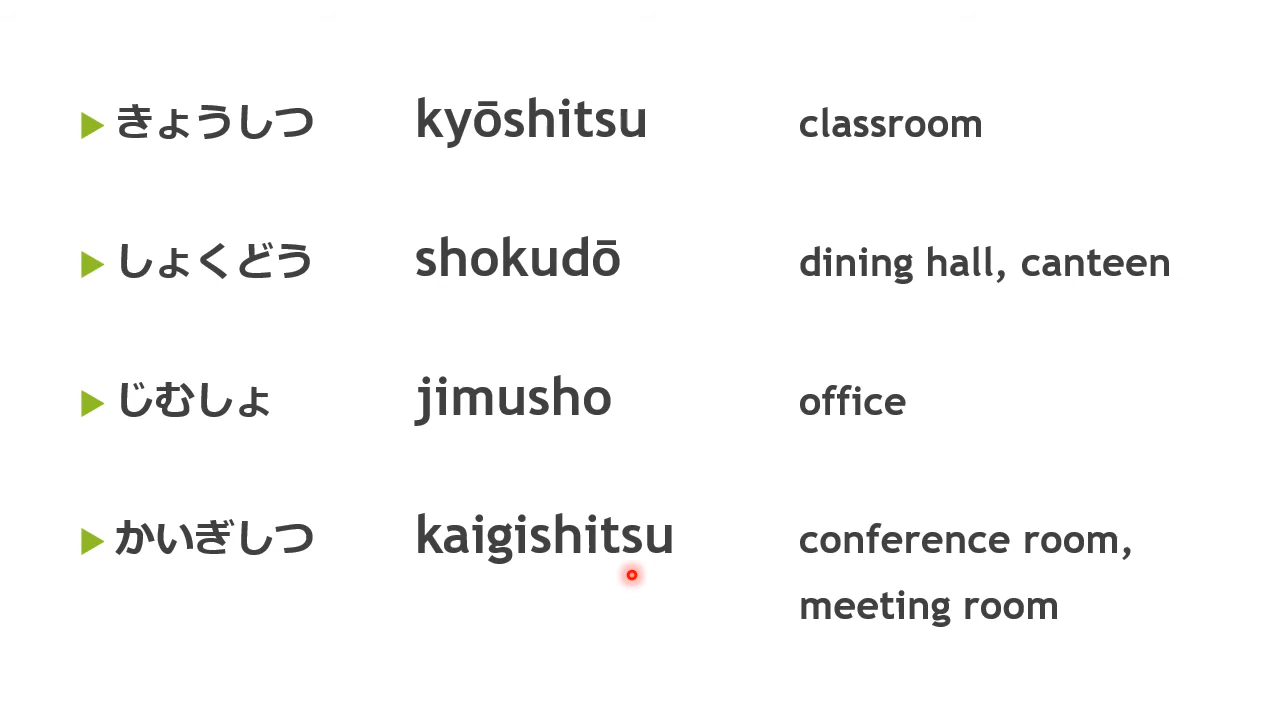 きょうしつ kyōshitsu classroom
しょくどう shokudō dining hall, canteen
じむしょ jimusho office
かいぎしつ kaigishitsu conference room,
meeting room